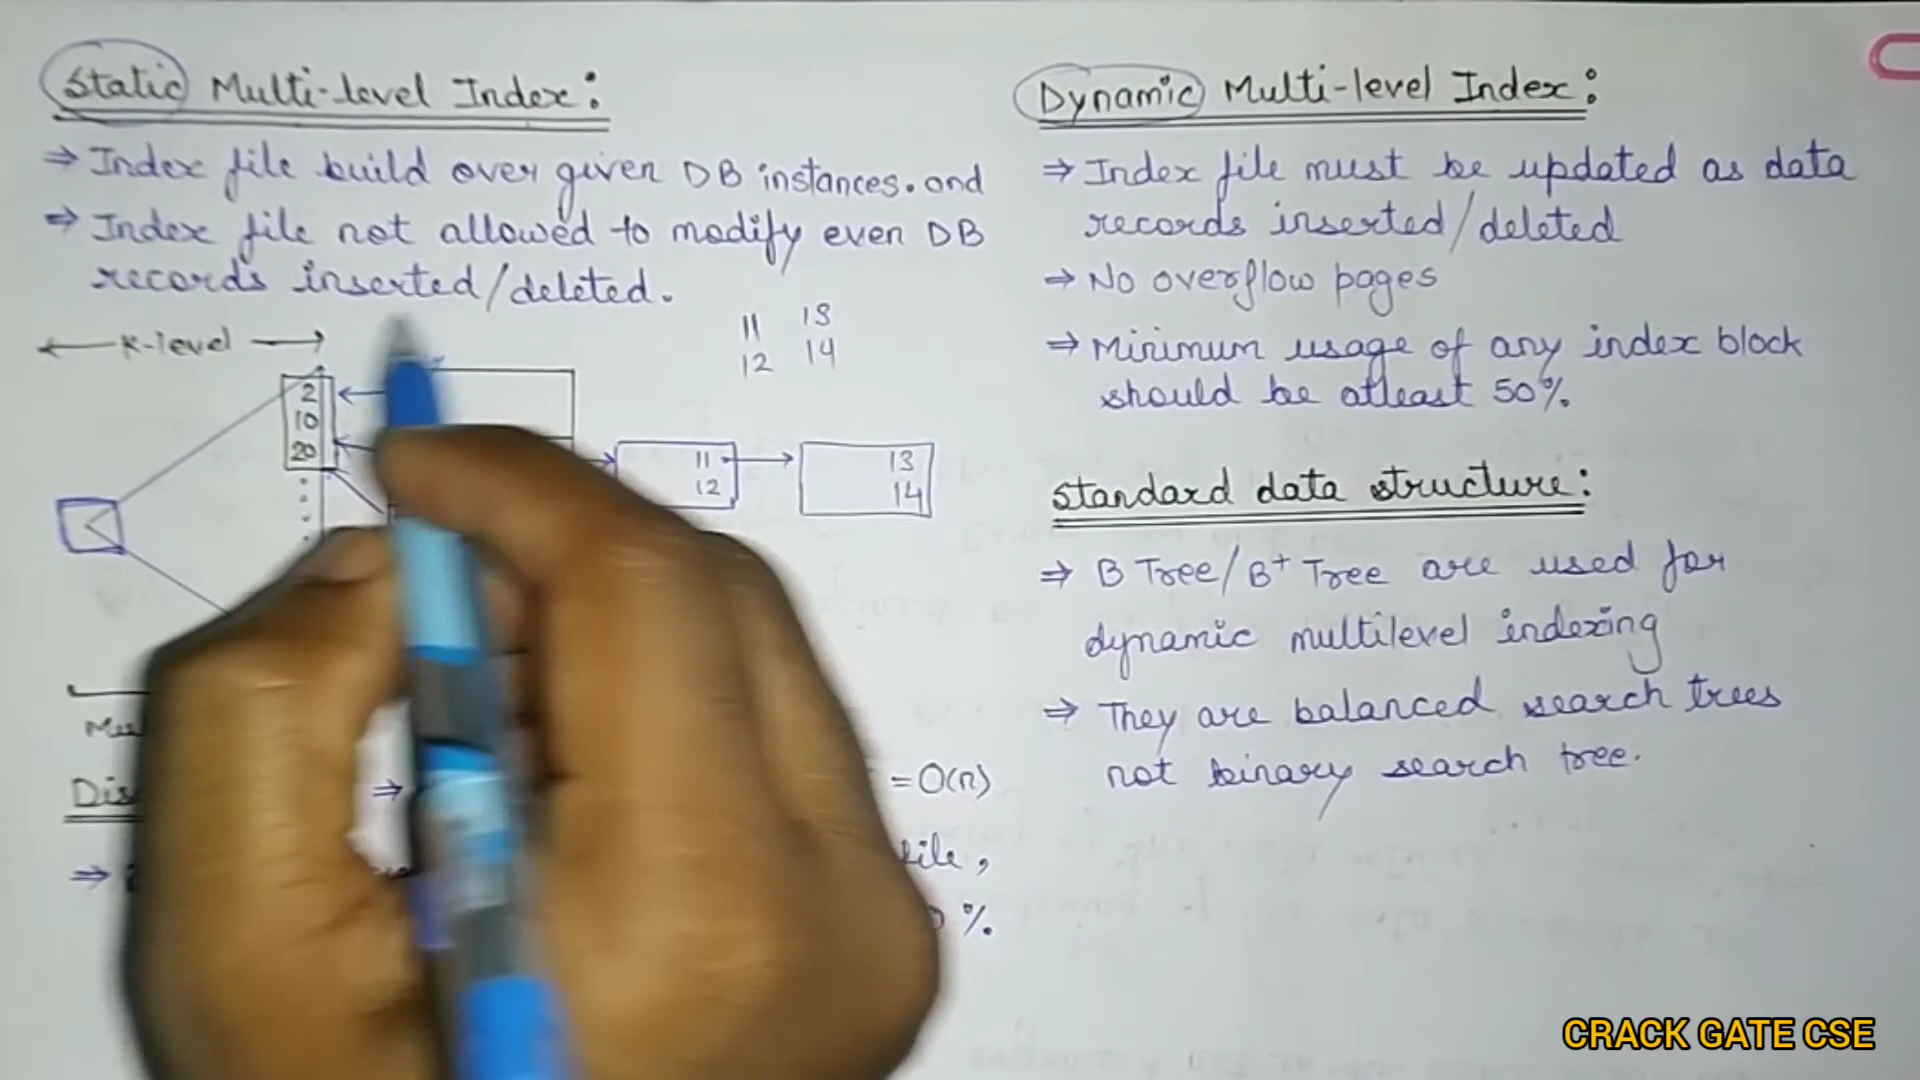 Static Multi-level Index:
⇒ Index file build over given DB instances. and
⇒ Index file not allowed to modify even DB
records inserted/deleted.
11 13
12 14
← K-level →
2
10
20
11
12
13
14
= O(n)
file,
%.
Dynamic Multi-level Index:
⇒ Index file must be updated as data
records inserted/deleted
⇒ No overflow pages
⇒ Minimum usage of any index block
should be atleast 50%.
Standard data structure:
⇒ B Tree/B+ Tree are used for
dynamic multilevel indexing
⇒ They are balanced search trees
not binary search tree.
CRACK GATE CSE